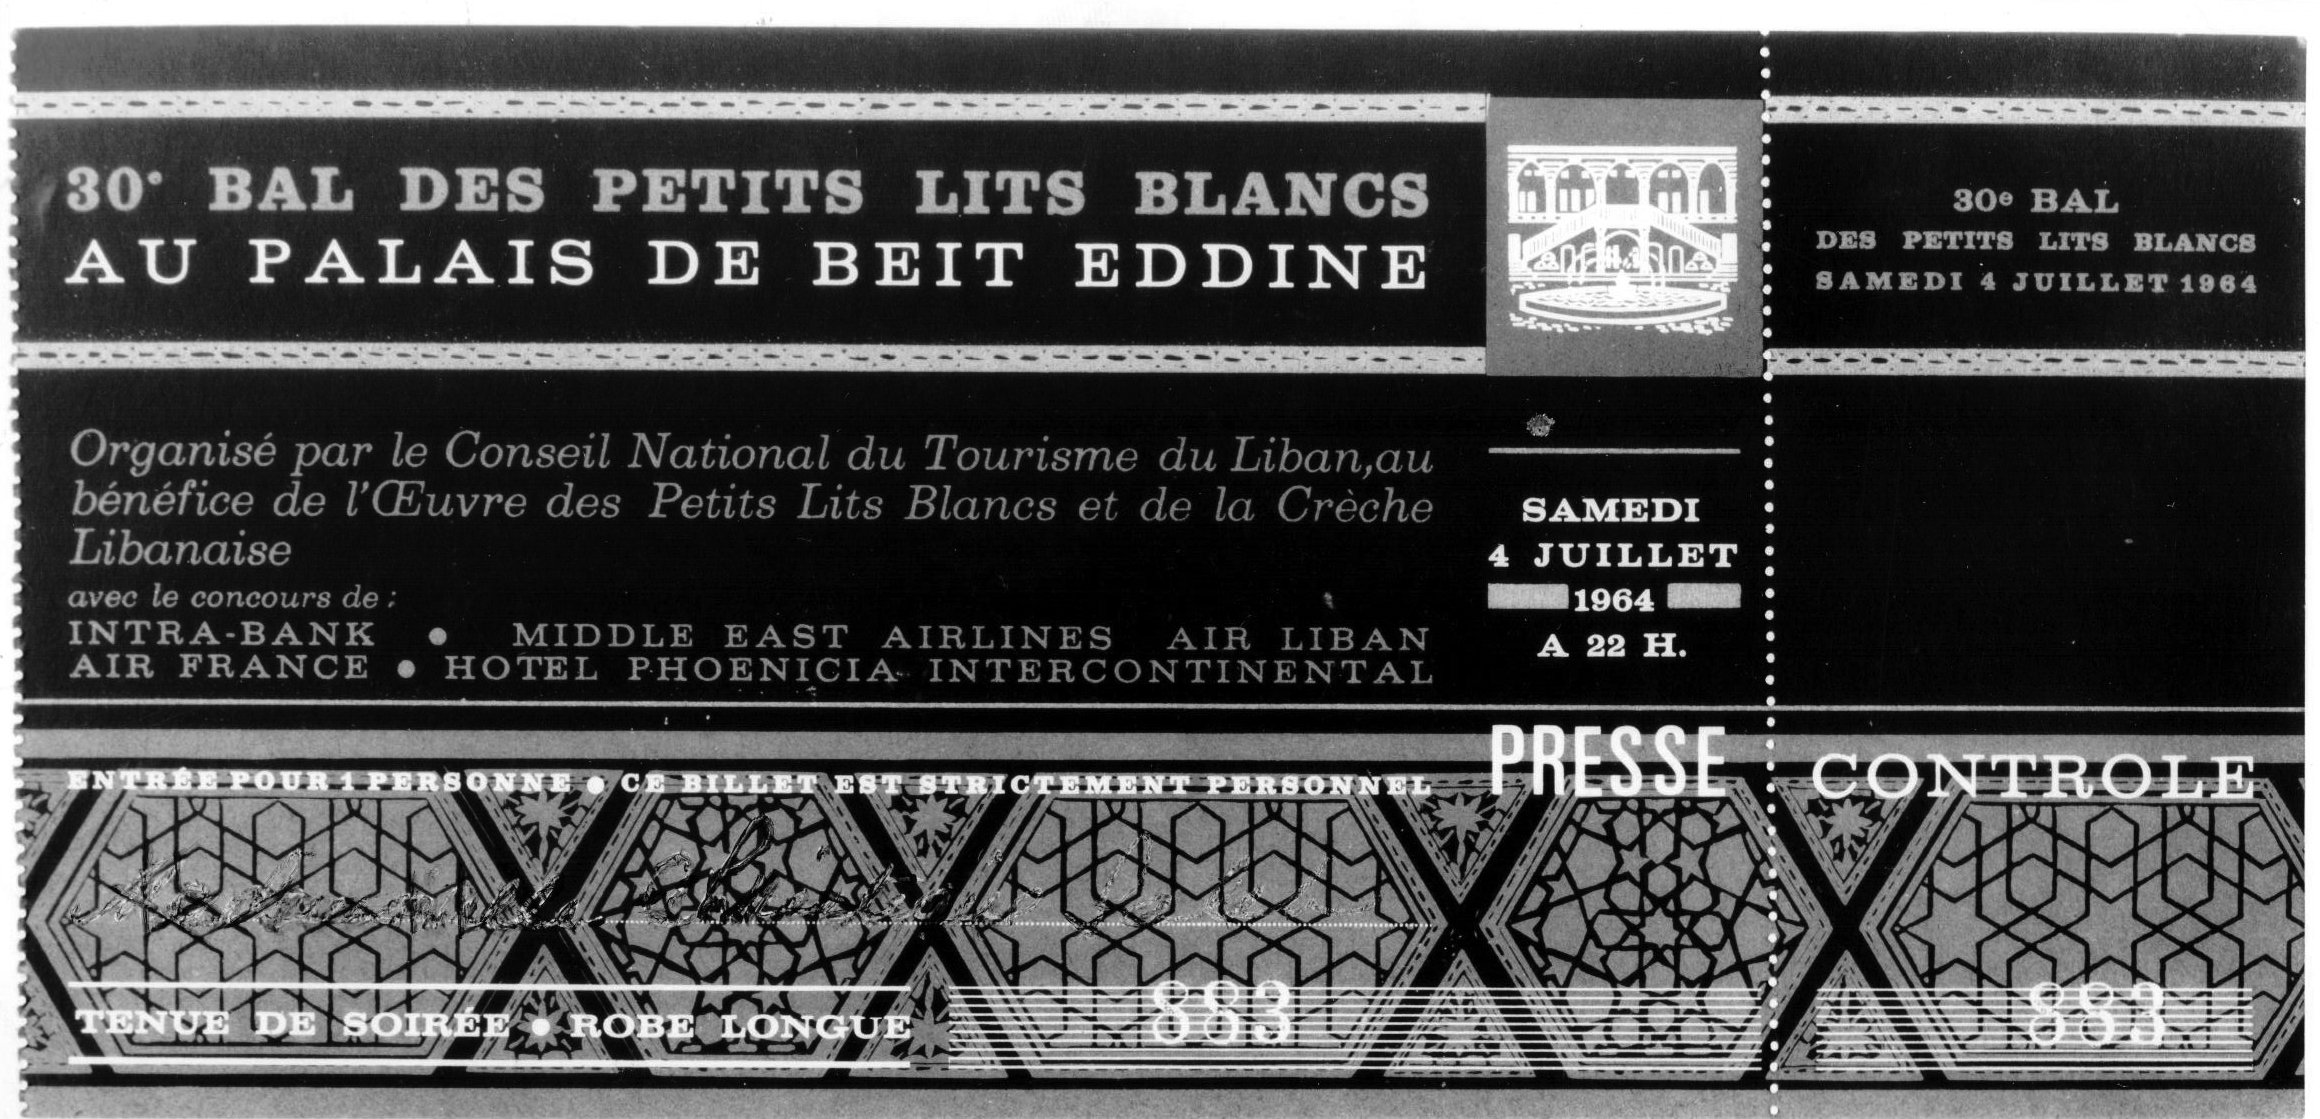 30e BAL DES PETITS LITS BLANCS
AU PALAIS DE BEIT EDDINE
Organisé par le Conseil National du Tourisme du Liban,au
bénéfice de l'Œuvre des Petits Lits Blancs et de la Crèche
Libanaise
avec le concours de :
INTRA-BANK • MIDDLE EAST AIRLINES AIR LIBAN
AIR FRANCE • HOTEL PHOENICIA INTERCONTINENTAL
SAMEDI
4 JUILLET
1964
A 22 H.
PRESSE
ENTRÉE POUR 1 PERSONNE • CE BILLET EST STRICTEMENT PERSONNEL
TENUE DE SOIRÉE • ROBE LONGUE
883
30e BAL
DES PETITS LITS BLANCS
SAMEDI 4 JUILLET 1964
CONTROLE
883